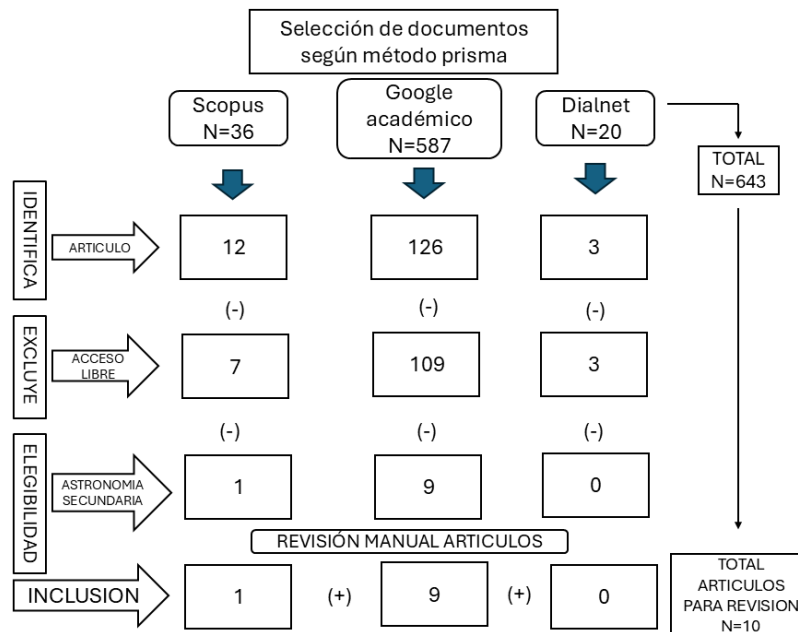 Selección de documentos
según método prisma
Scopus
N=36
Google
académico
N=587
Dialnet
N=20
TOTAL
N=643
IDENTIFICA
ARTICULO
12
126
3
(-)
(-)
(-)
EXCLUYE
ACCESO
LIBRE
7
109
3
(-)
(-)
(-)
ELEGIBILIDAD
ASTRONOMIA
SECUNDARIA
1
9
0
REVISIÓN MANUAL ARTICULOS
INCLUSION
1
(+)
9
(+)
0
TOTAL
ARTICULOS
PARA REVISION
N=10